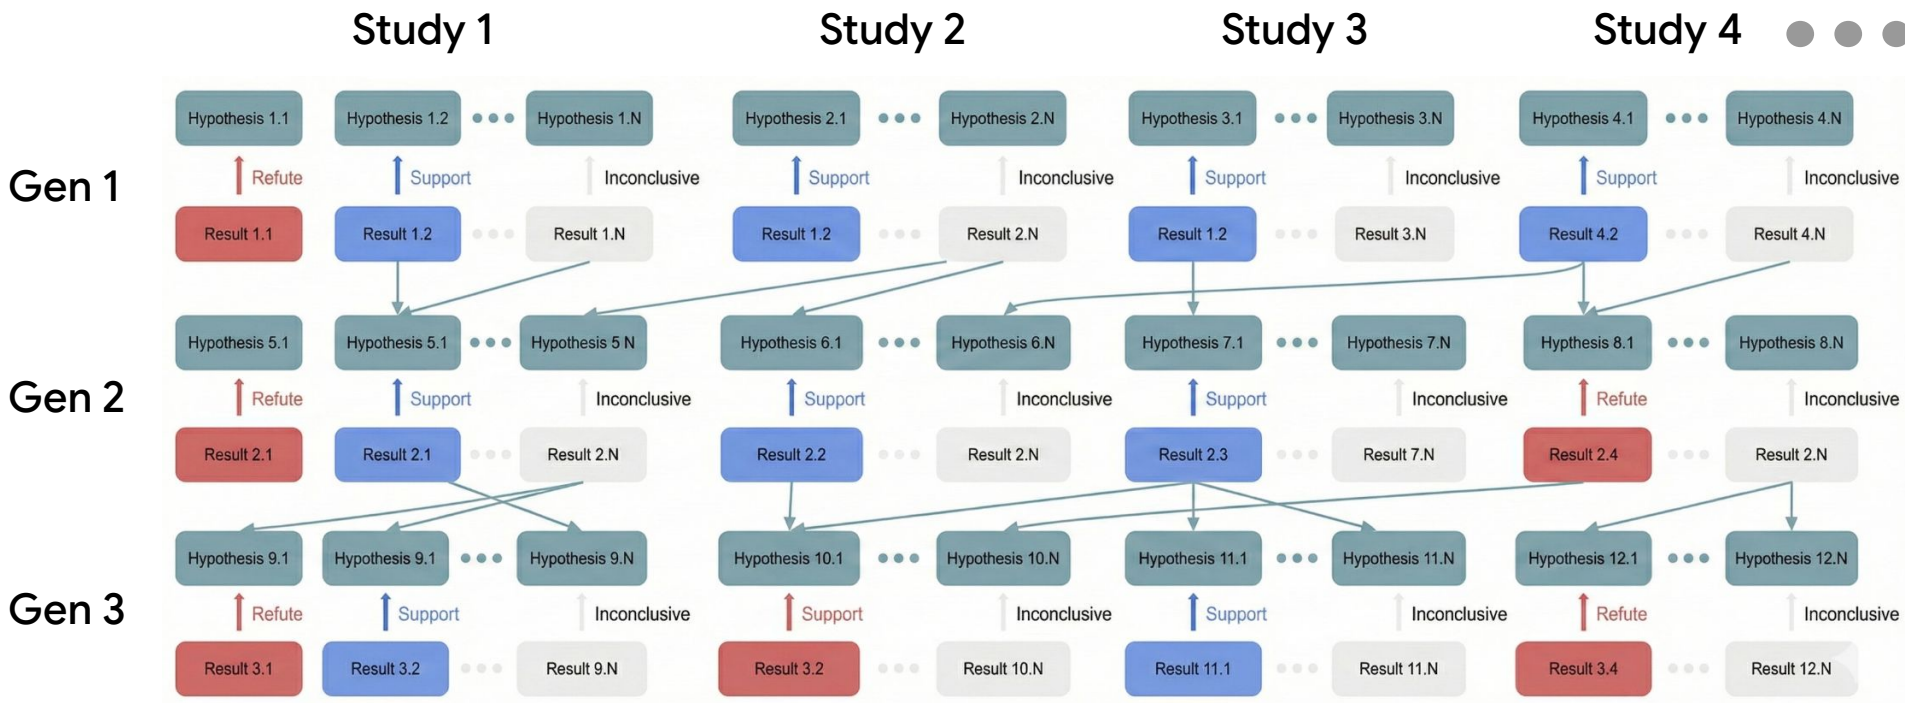 Study 1 Study 2 Study 3 Study 4
Hypothesis 1.1 Hypothesis 1.2 Hypothesis 1.N Hypothesis 2.1 Hypothesis 2.N Hypothesis 3.1 Hypothesis 3.N Hypothesis 4.1 Hypothesis 4.N
Gen 1
Refute Support Inconclusive Support Inconclusive Support Inconclusive Support Inconclusive
Result 1.1 Result 1.2 Result 1.N Result 1.2 Result 2.N Result 1.2 Result 3.N Result 4.2 Result 4.N
Hypothesis 5.1 Hypothesis 5.1 Hypothesis 5 N Hypothesis 6.1 Hypothesis 6.N Hypothesis 7.1 Hypothesis 7.N Hypthesis 8.1 Hypothesis 8.N
Gen 2
Refute Support Inconclusive Support Inconclusive Support Inconclusive Refute Inconclusive
Result 2.1 Result 2.1 Result 2.N Result 2.2 Result 2.N Result 2.3 Result 7.N Result 2.4 Result 2.N
Hypothesis 9.1 Hypothesis 9.1 Hypothesis 9.N Hypothesis 10.1 Hypothesis 10.N Hypothesis 11.1 Hypothesis 11.N Hypothesis 12.1 Hypothesis 12.N
Gen 3
Refute Support Inconclusive Support Inconclusive Support Inconclusive Refute Inconclusive
Result 3.1 Result 3.2 Result 9.N Result 3.2 Result 10.N Result 11.1 Result 11.N Result 3.4 Result 12.N